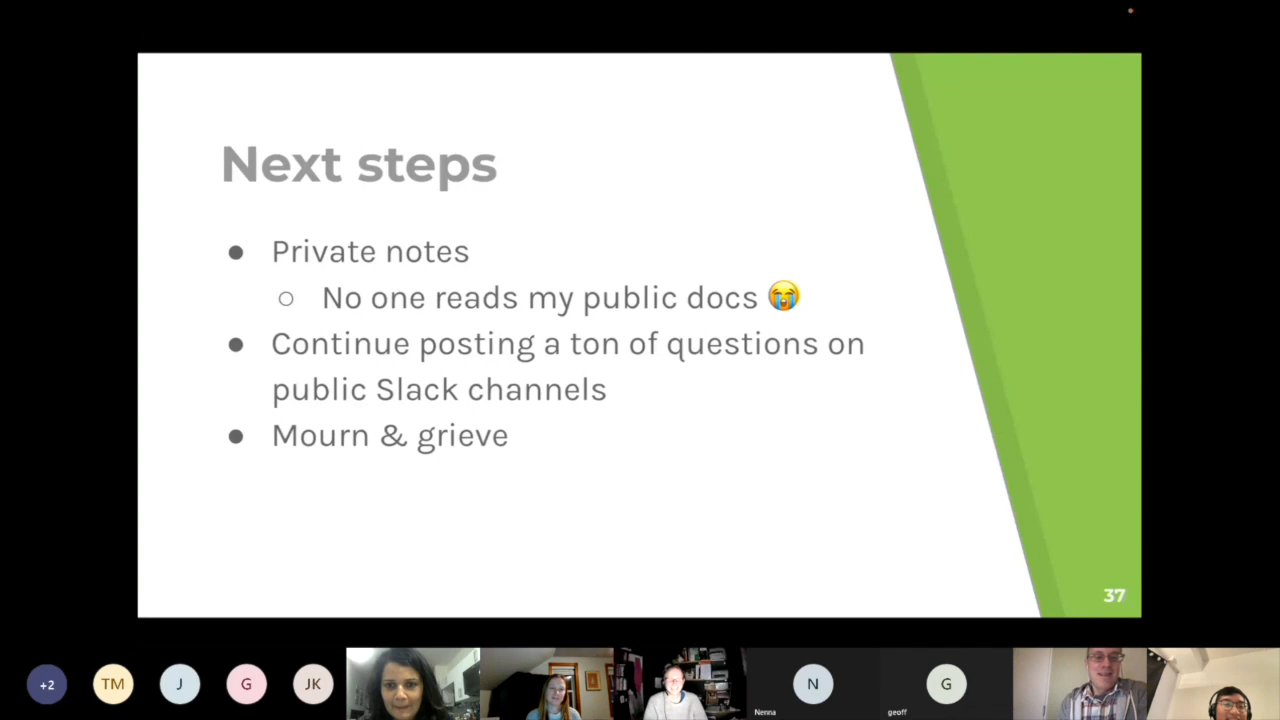 Next steps
● Private notes
○ No one reads my public docs 😭
● Continue posting a ton of questions on
public Slack channels
● Mourn & grieve
37
+2
TM
J
G
JK
N
Nenna
G
geoff